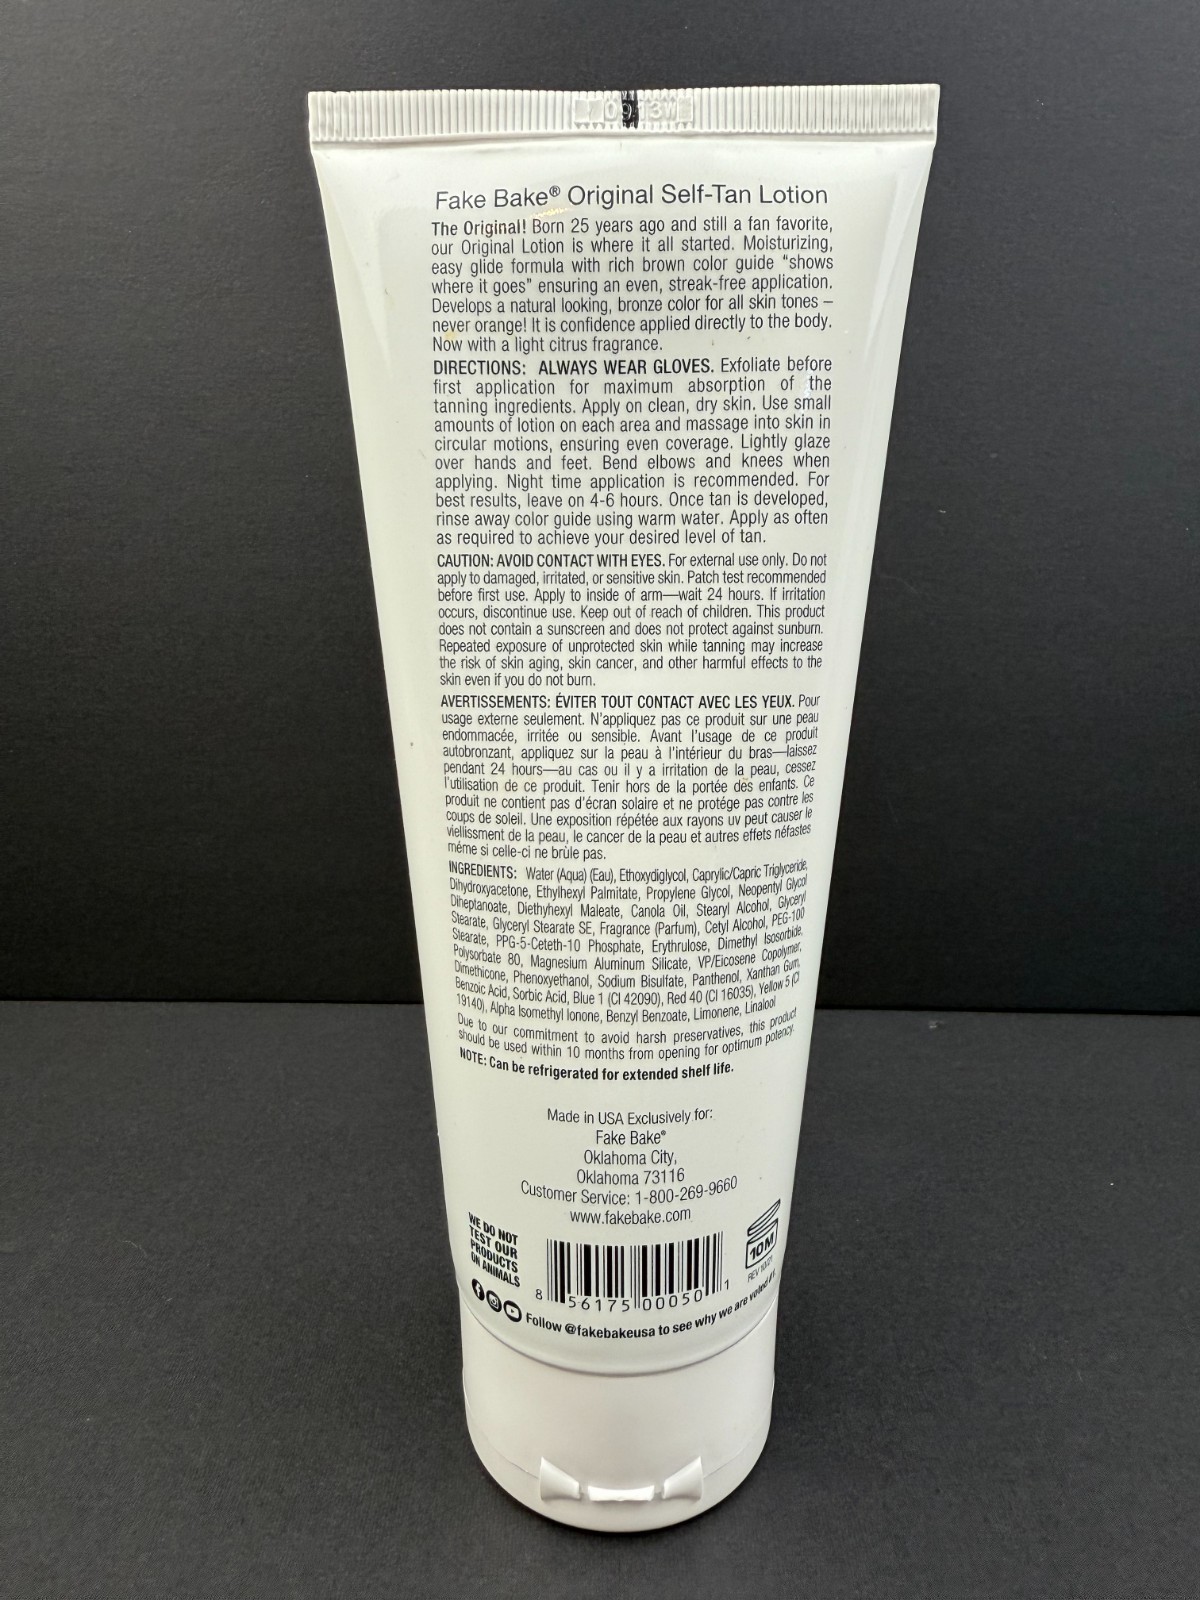 Fake Bake® Original Self-Tan Lotion
The Original! Born 25 years ago and still a fan favorite,
our Original Lotion is where it all started. Moisturizing,
easy glide formula with rich brown color guide "shows
where it goes" ensuring an even, streak-free application.
Develops a natural looking, bronze color for all skin tones –
never orange! It is confidence applied directly to the body.
Now with a light citrus fragrance.
DIRECTIONS: ALWAYS WEAR GLOVES. Exfoliate before
first application for maximum absorption of the
tanning ingredients. Apply on clean, dry skin. Use small
amounts of lotion on each area and massage into skin in
circular motions, ensuring even coverage. Lightly glaze
over hands and feet. Bend elbows and knees when
applying. Night time application is recommended. For
best results, leave on 4-6 hours. Once tan is developed,
rinse away color guide using warm water. Apply as often
as required to achieve your desired level of tan.
CAUTION: AVOID CONTACT WITH EYES. For external use only. Do not
apply to damaged, irritated, or sensitive skin. Patch test recommended
before first use. Apply to inside of arm—wait 24 hours. If irritation
occurs, discontinue use. Keep out of reach of children. This product
does not contain a sunscreen and does not protect against sunburn.
Repeated exposure of unprotected skin while tanning may increase
the risk of skin aging, skin cancer, and other harmful effects to the
skin even if you do not burn.
AVERTISSEMENTS: ÉVITER TOUT CONTACT AVEC LES YEUX. Pour
usage externe seulement. N'appliquez pas ce produit sur une peau
endommacée, irritée ou sensible. Avant l'usage de ce produit
autobronzant, appliquez sur la peau à l'intérieur du bras—laissez
pendant 24 hours—au cas ou il y a irritation de la peau, cessez
l'utilisation de ce produit. Tenir hors de la portée des enfants. Ce
produit ne contient pas d'écran solaire et ne protége pas contre les
coups de soleil. Une exposition répétée aux rayons uv peut causer le
viellissment de la peau, le cancer de la peau et autres effets néfastes
même si celle-ci ne brùle pas.
INGREDIENTS: Water (Aqua) (Eau), Ethoxydiglycol, Caprylic/Capric Triglyceride,
Dihydroxyacetone, Ethylhexyl Palmitate, Propylene Glycol, Neopentyl Glycol
Diheptanoate, Diethyhexyl Maleate, Canola Oil, Stearyl Alcohol, Glyceryl
Stearate, Glyceryl Stearate SE, Fragrance (Parfum), Cetyl Alcohol, PEG-100
Stearate, PPG-5-Ceteth-10 Phosphate, Erythrulose, Dimethyl Isosorbide,
Polysorbate 80, Magnesium Aluminum Silicate, VP/Eicosene Copolymer,
Dimethicone, Phenoxyethanol, Sodium Bisulfate, Panthenol, Xanthan Gum,
Benzoic Acid, Sorbic Acid, Blue 1 (CI 42090), Red 40 (CI 16035), Yellow 5 (CI
19140), Alpha Isomethyl Ionone, Benzyl Benzoate, Limonene, Linalool
Due to our commitment to avoid harsh preservatives, this product
should be used within 10 months from opening for optimum potency.
NOTE: Can be refrigerated for extended shelf life.
Made in USA Exclusively for:
Fake Bake®
Oklahoma City,
Oklahoma 73116
Customer Service: 1-800-269-9660
www.fakebake.com
WE DO NOT
TEST OUR
PRODUCTS
ON ANIMALS
10M
REV 10/21
8 56175 00050 1
Follow @fakebakeusa to see why we are voted #1.